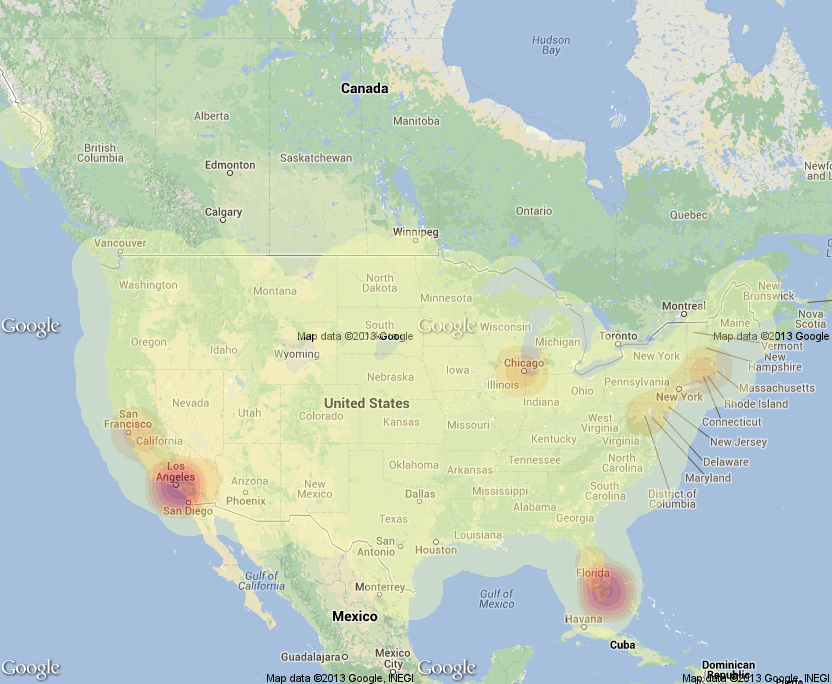 Hudson
Bay
Canada
Alberta
Manitoba
British
Columbia
Edmonton
Saskatchewan
Newfo
and L
Calgary
Ontario
Quebec
Winnipeg
Vancouver
Washington
Montana
North
Dakota
Minnesota
Montreal
New
Brunswick
Nova
Scotia
Maine
Google
Oregon
Idaho
South
Map data ©2013 Google
Google
Wisconsin
Michigan
Toronto
Map data ©2013 Google
Vermont
New
Hampshire
Wyoming
New York
Chicago
Iowa
Illinois
Nebraska
Indiana
Ohio
Pennsylvania
New York
Massachusetts
Rhode Island
Connecticut
Nevada
Utah
United States
Colorado
Kansas
Missouri
West
Virginia
Virginia
Kentucky
New Jersey
San
Francisco
California
Delaware
Maryland
Los
Angeles
Arizona
Phoenix
New
Mexico
Oklahoma
Arkansas
Tennessee
North
Carolina
District of
Columbia
San Diego
Dallas
Mississippi
South
Carolina
Alabama
Georgia
Texas
San
Antonio
Houston
Louisiana
Gulf of
California
Monterrey
Gulf of
Mexico
Florida
Mexico
Havana
Cuba
Guadalajara
Mexico
City
Google
Google
Dominican
Republic
Map data ©2013 Google, INEGI
Map data ©2013 Google, INEGI